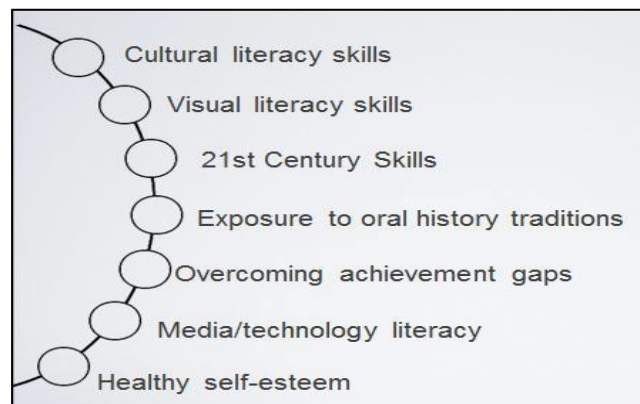 Cultural literacy skills
Visual literacy skills
21st Century Skills
Exposure to oral history traditions
Overcoming achievement gaps
Media/technology literacy
Healthy self-esteem